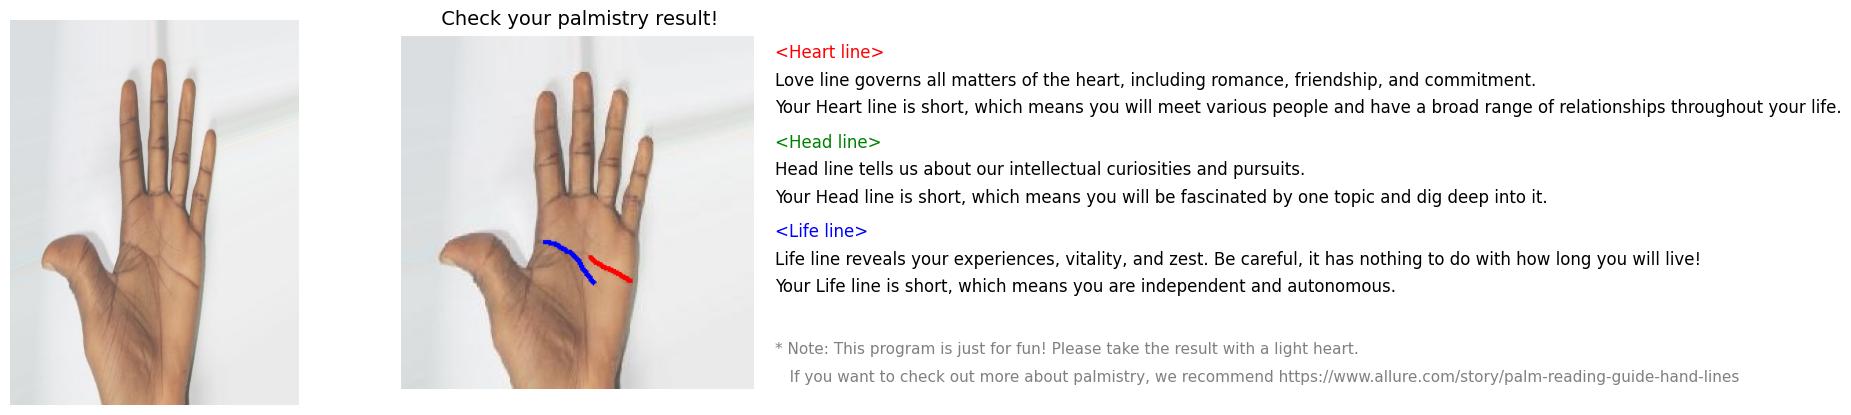 Check your palmistry result!
<Heart line>
Love line governs all matters of the heart, including romance, friendship, and commitment.
Your Heart line is short, which means you will meet various people and have a broad range of relationships throughout your life.
<Head line>
Head line tells us about our intellectual curiosities and pursuits.
Your Head line is short, which means you will be fascinated by one topic and dig deep into it.
<Life line>
Life line reveals your experiences, vitality, and zest. Be careful, it has nothing to do with how long you will live!
Your Life line is short, which means you are independent and autonomous.
* Note: This program is just for fun! Please take the result with a light heart.
If you want to check out more about palmistry, we recommend https://www.allure.com/story/palm-reading-guide-hand-lines